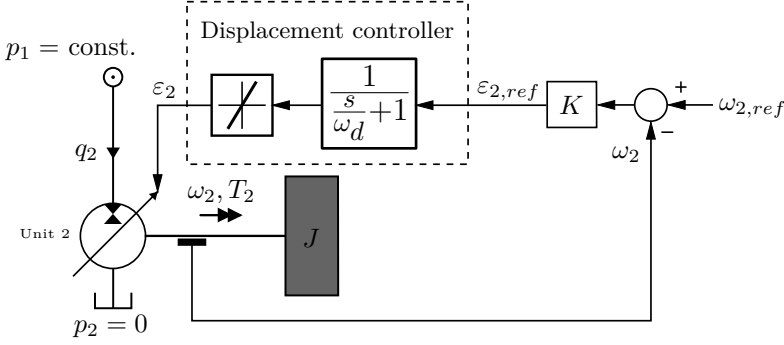 Displacement controller
p₁ = const.
ε₂
1
s
ω_d
+1
ε₂,ref
K
+
ω₂,ref
−
ω₂
q₂
ω₂, T₂
Unit 2
J
p₂ = 0